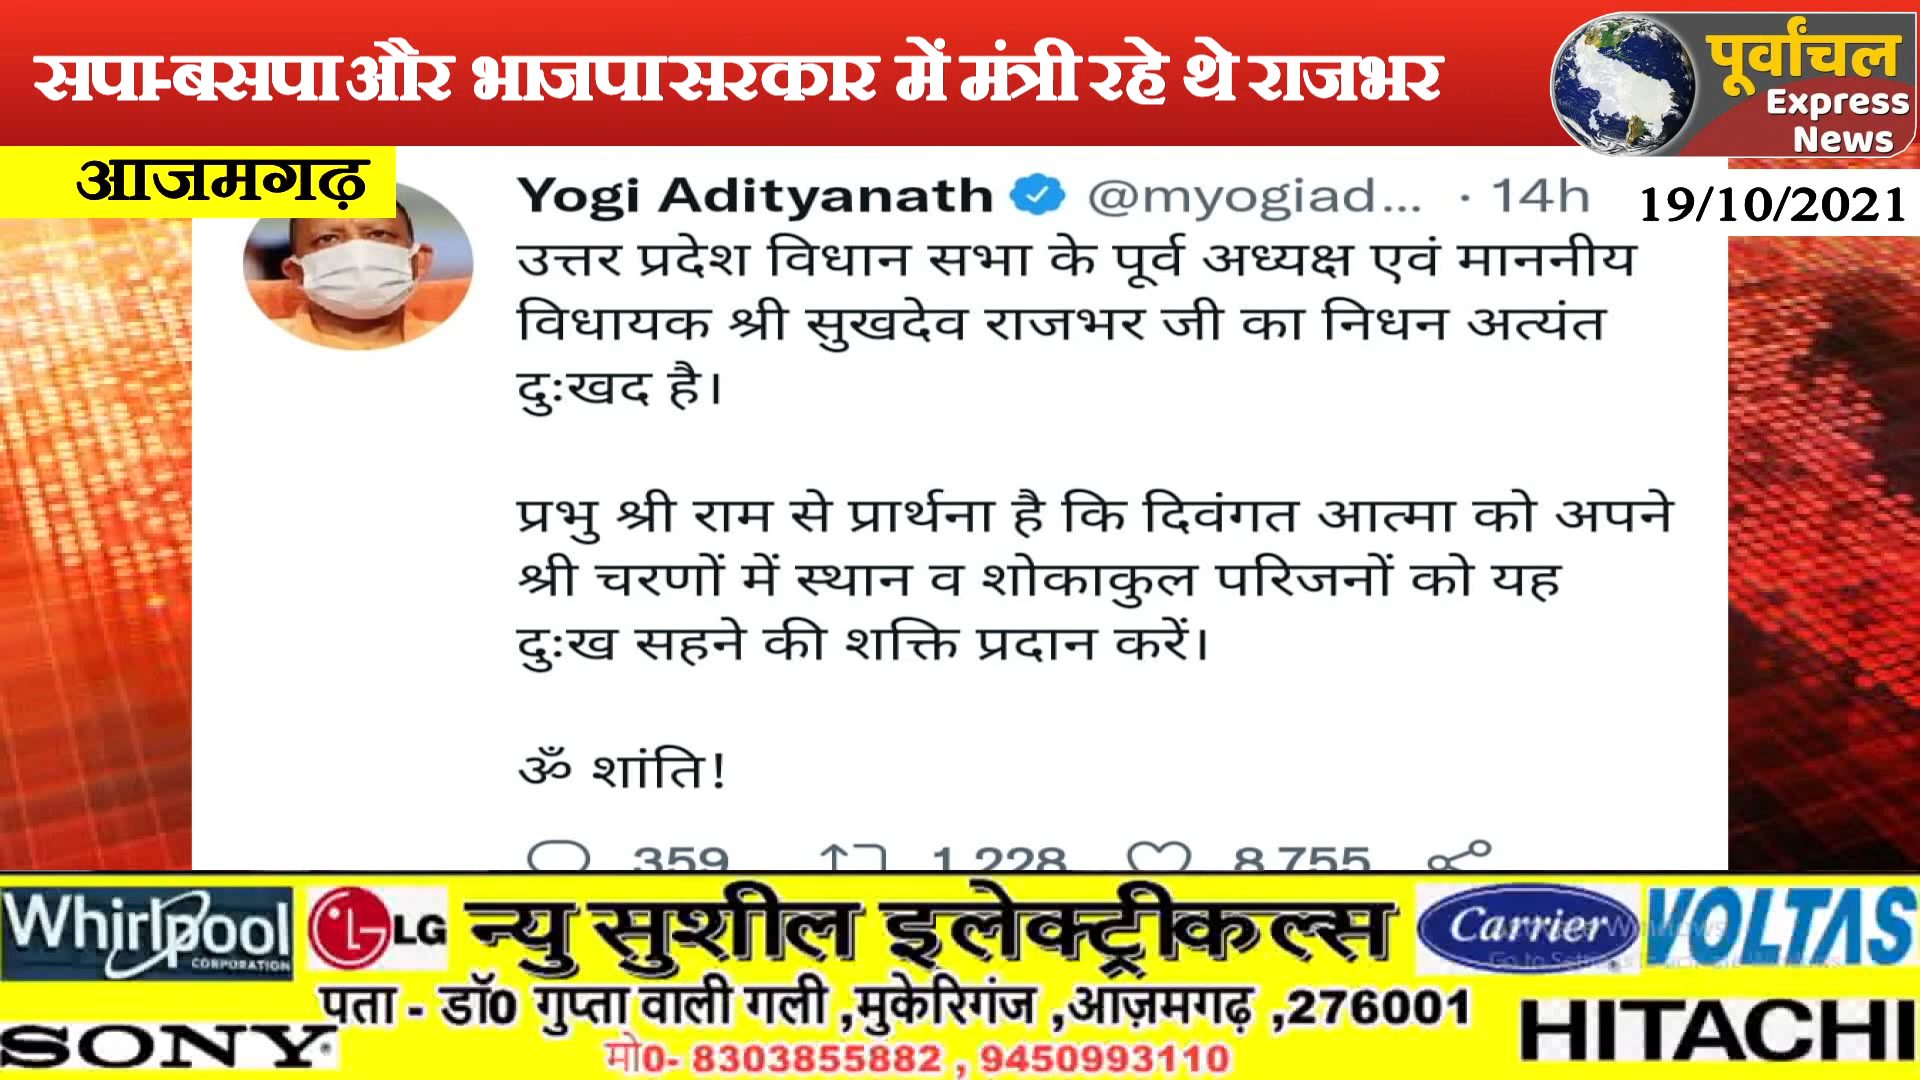 सपा-बसपा और भाजपा सरकार में मंत्री रहे थे राजभर
पूर्वांचल
Express
News
आजमगढ़
19/10/2021
Yogi Adityanath @myogiad... · 14h
उत्तर प्रदेश विधान सभा के पूर्व अध्यक्ष एवं माननीय
विधायक श्री सुखदेव राजभर जी का निधन अत्यंत
दुःखद है।
प्रभु श्री राम से प्रार्थना है कि दिवंगत आत्मा को अपने
श्री चरणों में स्थान व शोकाकुल परिजनों को यह
दुःख सहने की शक्ति प्रदान करें।
ॐ शांति!
359 1,228 8,755
Whirlpool
CORPORATION
LG
न्यु सुशील इलेक्ट्रीकल्स
Carrier
VOLTAS
पता - डॉ0 गुप्ता वाली गली ,मुकेरिगंज ,आज़मगढ़ ,276001
SONY
HITACHI
मो0- 8303855882 , 9450993110